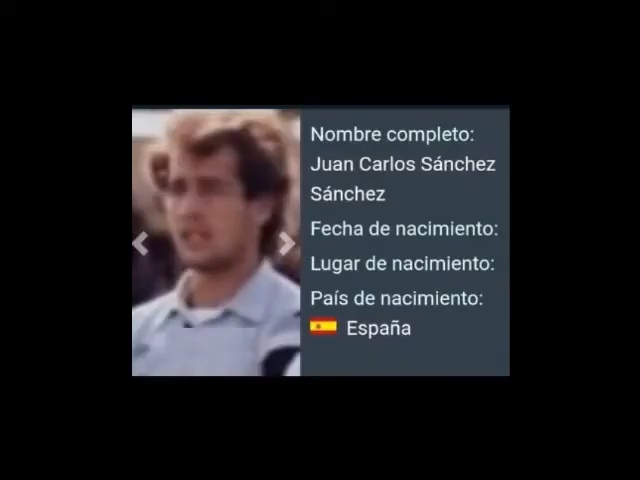 Nombre completo:
Juan Carlos Sánchez
Sánchez
Fecha de nacimiento:
Lugar de nacimiento:
País de nacimiento:
España